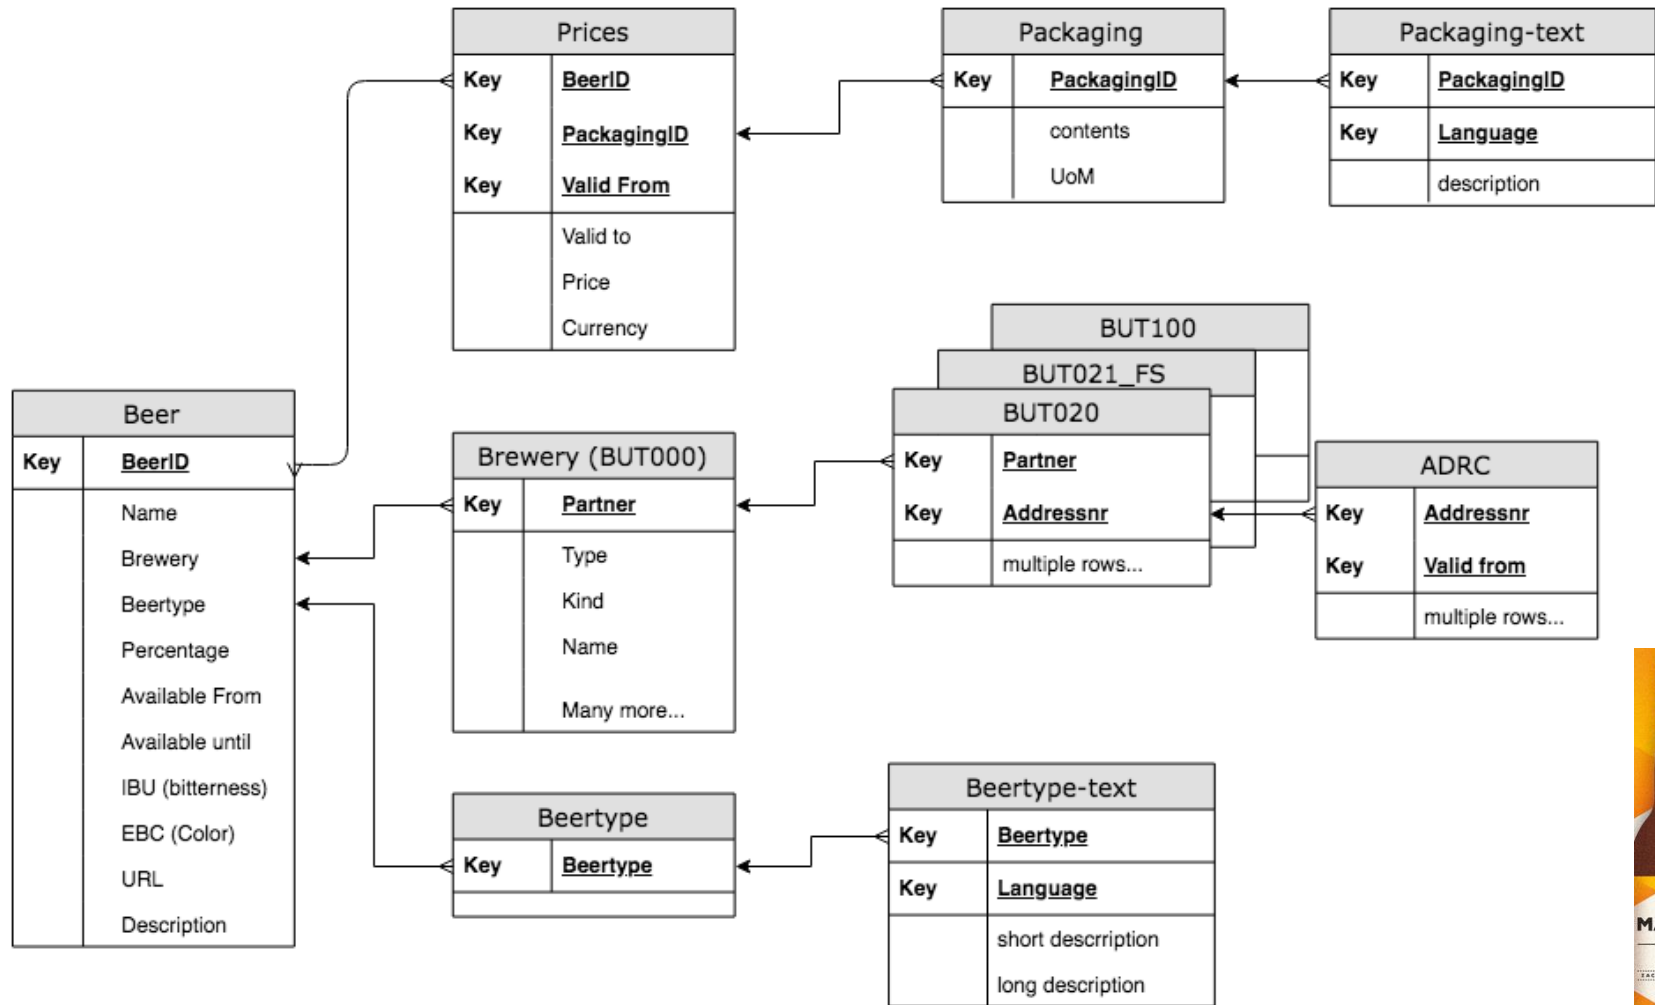 Prices
Key BeerID
Key PackagingID
Key Valid From
Valid to
Price
Currency
Packaging
Key PackagingID
contents
UoM
Packaging-text
Key PackagingID
Key Language
description
BUT100
BUT021_FS
BUT020
Key Partner
Key Addressnr
multiple rows...
ADRC
Key Addressnr
Key Valid from
multiple rows...
Beer
Key BeerID
Name
Brewery
Beertype
Percentage
Available From
Available until
IBU (bitterness)
EBC (Color)
URL
Description
Brewery (BUT000)
Key Partner
Type
Kind
Name
Many more...
Beertype
Key Beertype
Beertype-text
Key Beertype
Key Language
short descrription
long description